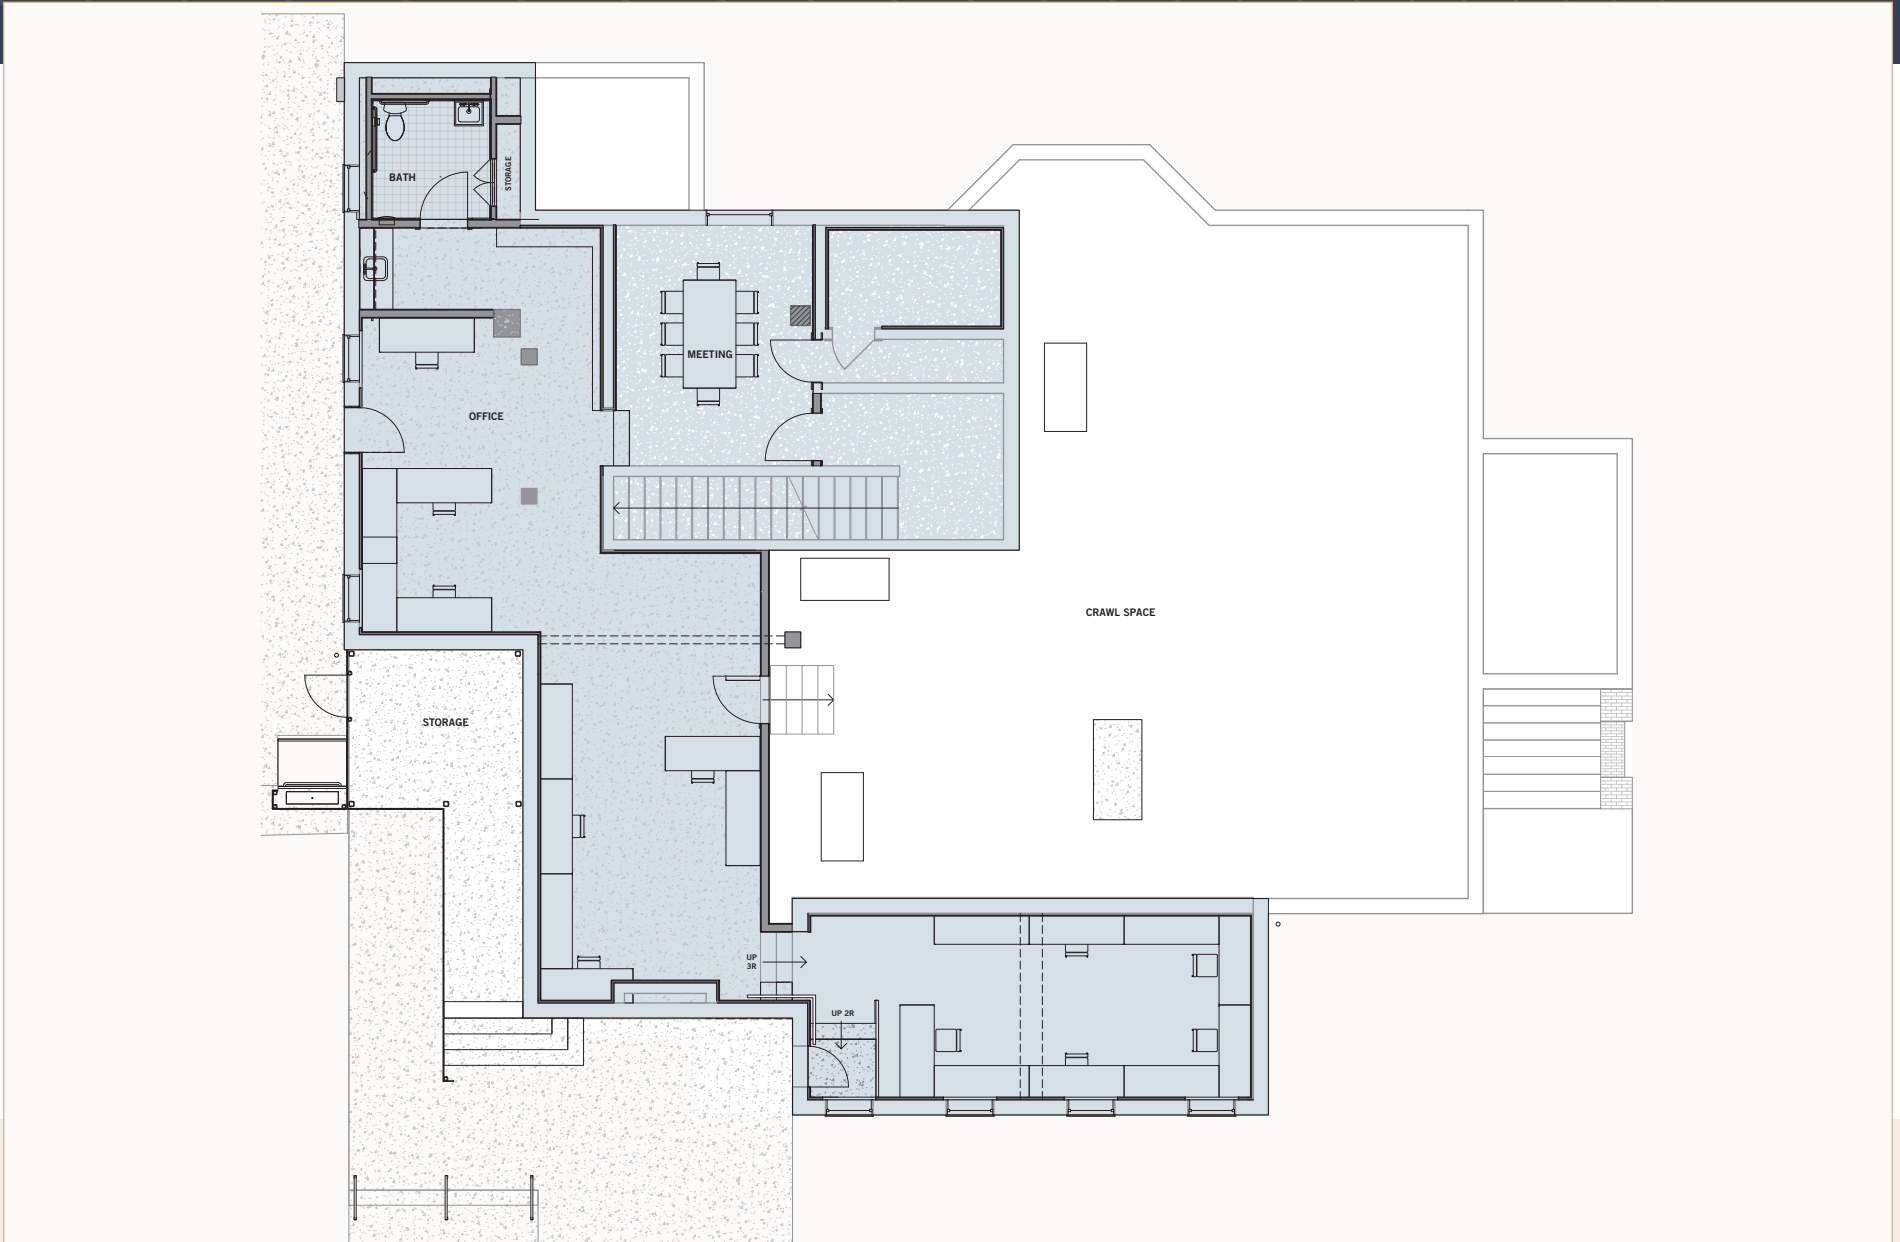 BATH
STORAGE
MEETING
OFFICE
CRAWL SPACE
STORAGE
UP
3R
UP 2R